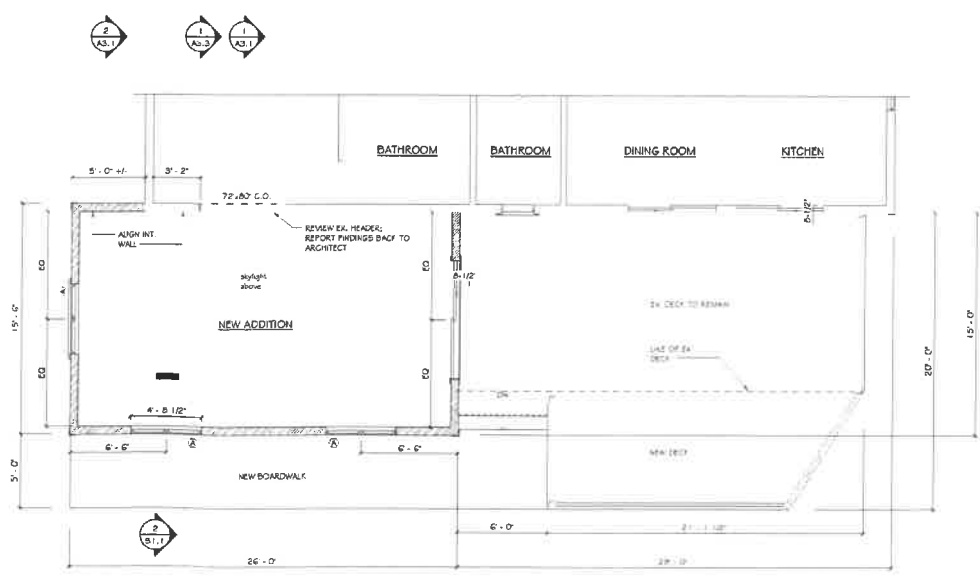 2
A3.1
1
A3.3
1
A3.1
BATHROOM
BATHROOM
DINING ROOM
KITCHEN
5'- 0" +/-
3'- 2"
72"x80" C.O.
REVIEW EX. HEADER;
REPORT FINDINGS BACK TO
ARCHITECT
ALIGN INT.
WALL
8-1/2"
EQ
EQ
8-1/2"
skylight
above
NEW ADDITION
EX. DECK TO REMAIN
LINE OF EX.
DECK
15'- 6"
20'- 0"
15'- 0"
EQ
EQ
4'- 8 1/2"
DN
6'- 6"
A
A
6'- 6"
NEW DECK
5'- 0"
NEW BOARDWALK
2
S1.1
6'- 0"
26'- 0"